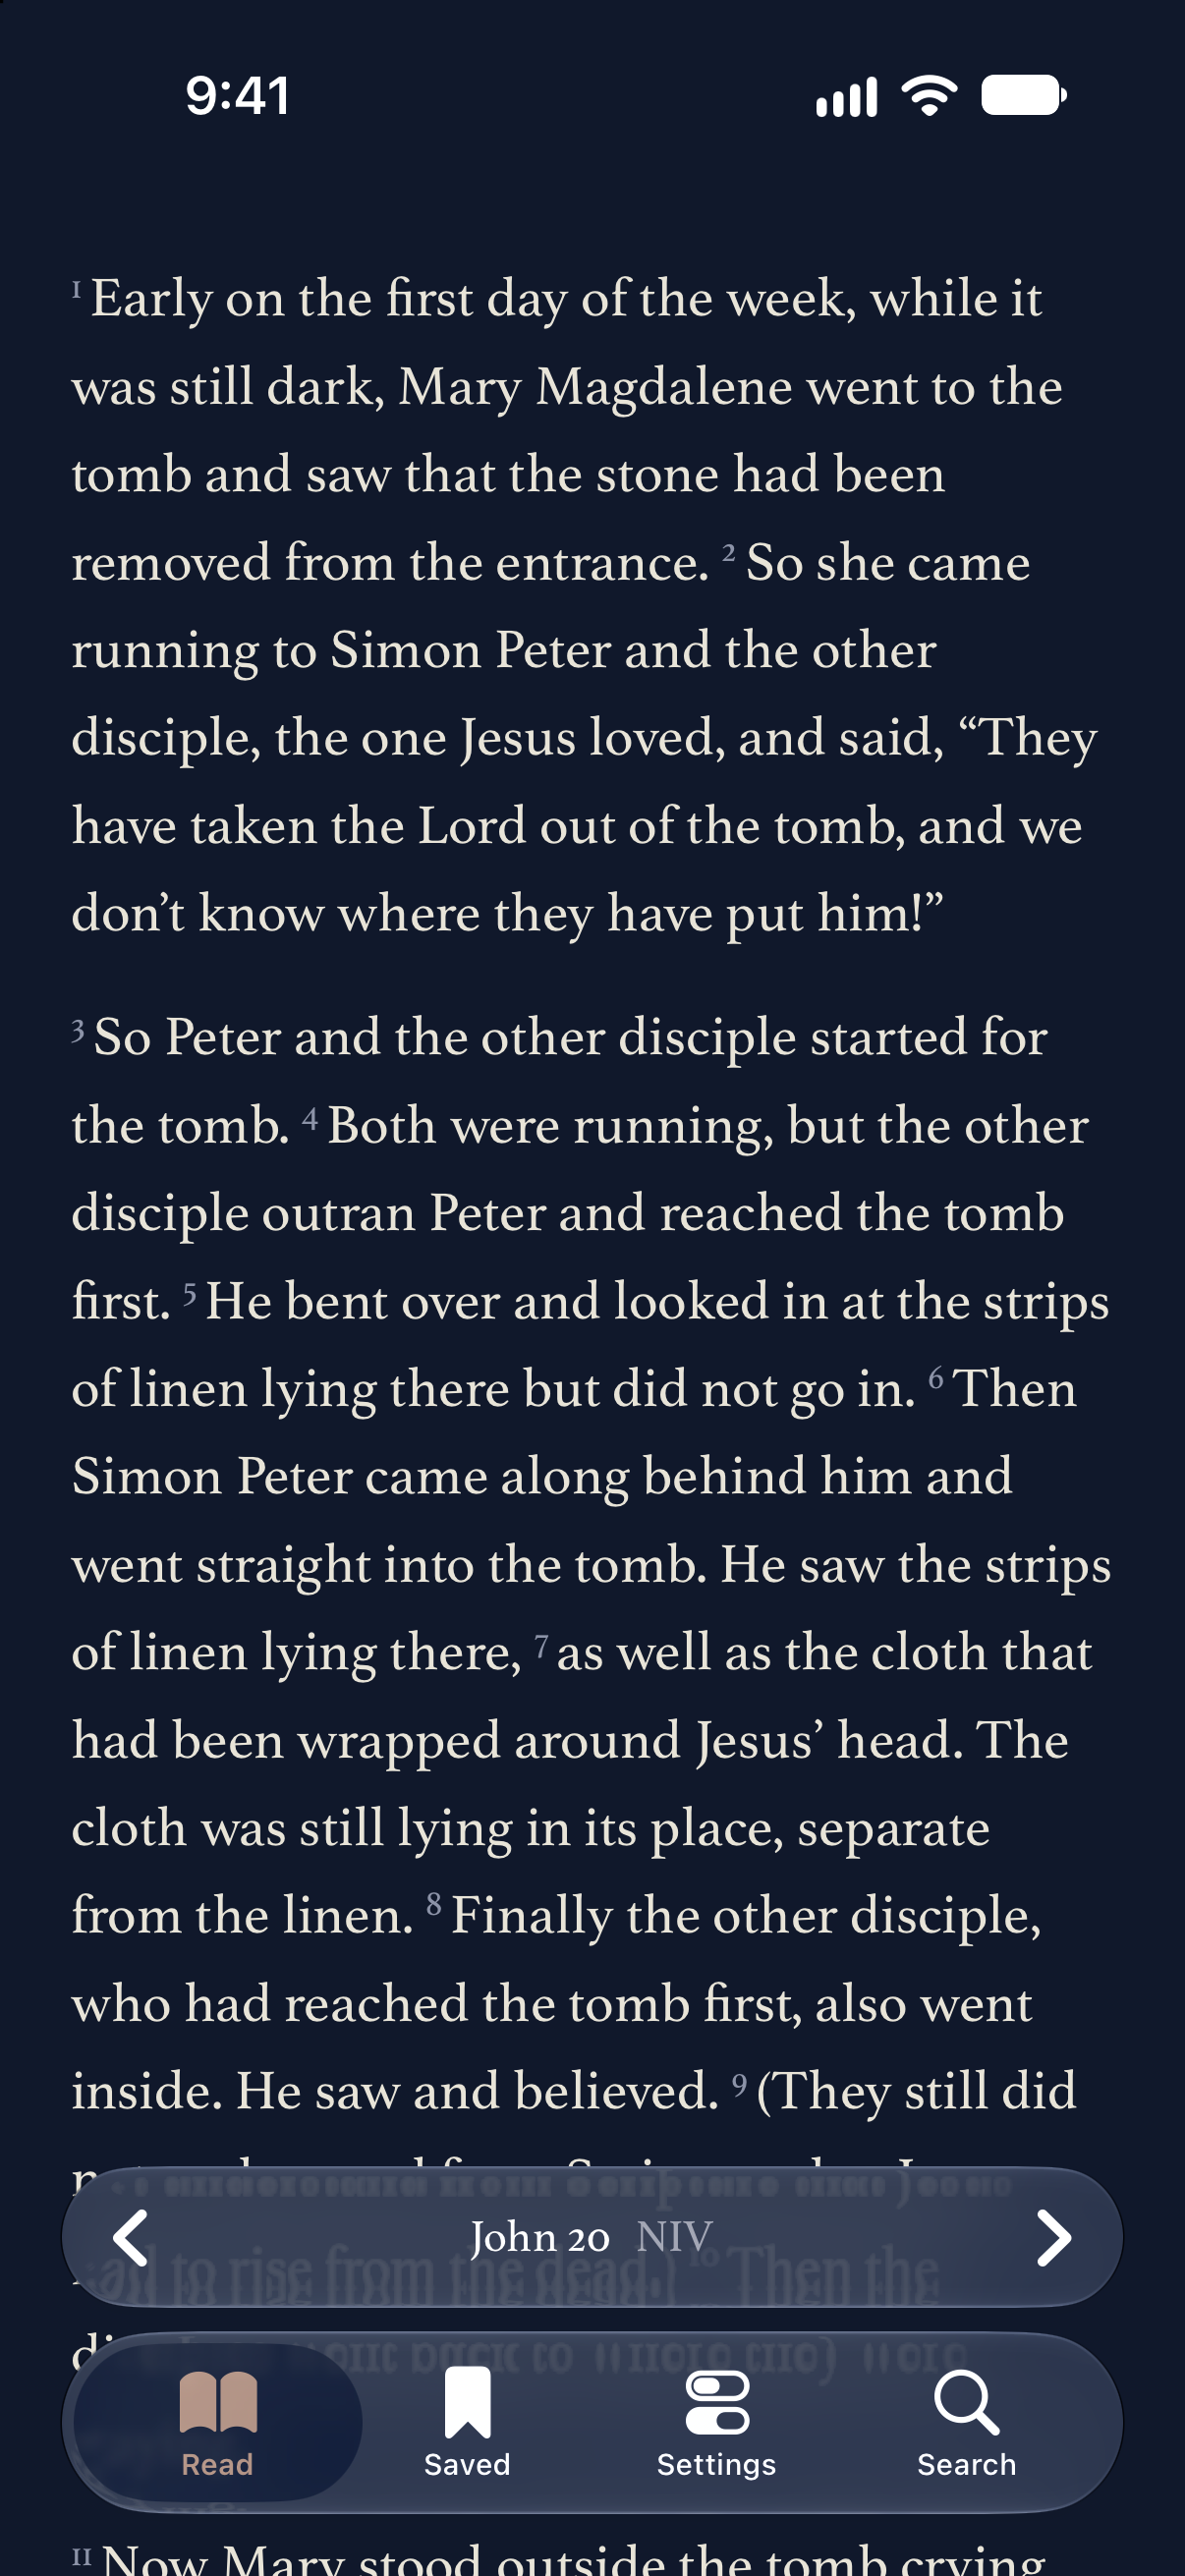 9:41
1 Early on the first day of the week, while it
was still dark, Mary Magdalene went to the
tomb and saw that the stone had been
removed from the entrance. 2 So she came
running to Simon Peter and the other
disciple, the one Jesus loved, and said, “They
have taken the Lord out of the tomb, and we
don’t know where they have put him!”
3 So Peter and the other disciple started for
the tomb. 4 Both were running, but the other
disciple outran Peter and reached the tomb
first. 5 He bent over and looked in at the strips
of linen lying there but did not go in. 6 Then
Simon Peter came along behind him and
went straight into the tomb. He saw the strips
of linen lying there, 7 as well as the cloth that
had been wrapped around Jesus’ head. The
cloth was still lying in its place, separate
from the linen. 8 Finally the other disciple,
who had reached the tomb first, also went
inside. He saw and believed. 9 (They still did
John 20 NIV
to rise from the dead.) 10 Then the
Read
Saved
Settings
Search
11 Now Mary stood outside the tomb crying